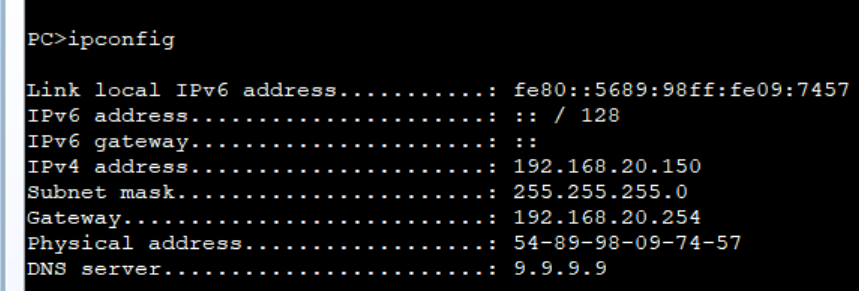 PC>ipconfig
Link local IPv6 address...........: fe80::5689:98ff:fe09:7457
IPv6 address......................: :: / 128
IPv6 gateway......................: ::
IPv4 address......................: 192.168.20.150
Subnet mask.......................: 255.255.255.0
Gateway...........................: 192.168.20.254
Physical address..................: 54-89-98-09-74-57
DNS server........................: 9.9.9.9